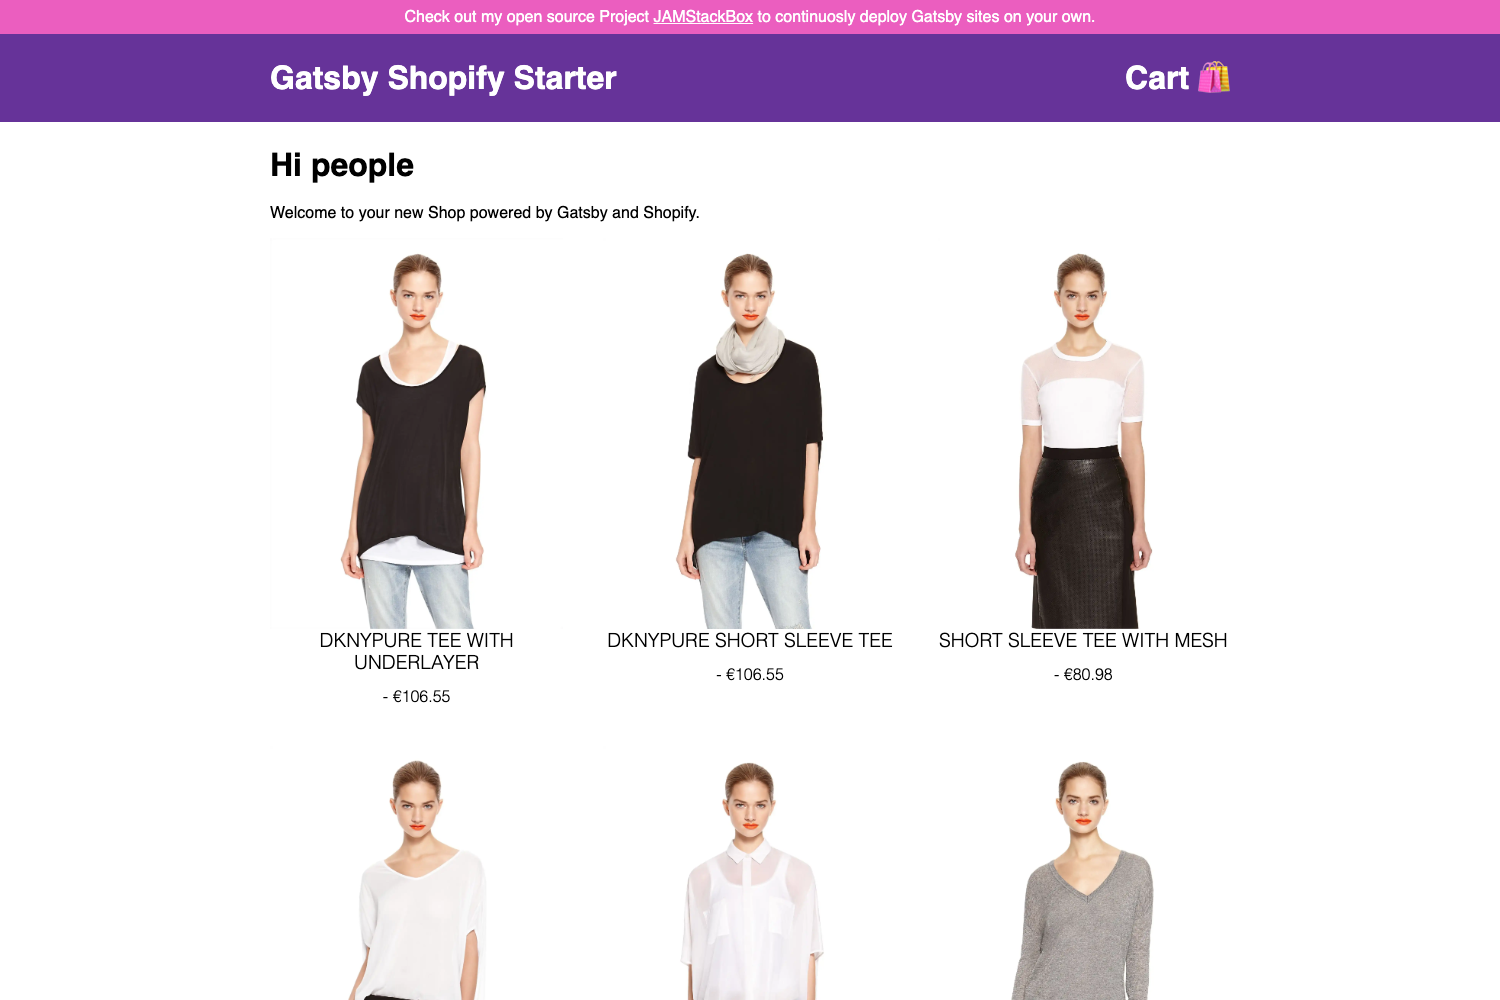 Check out my open source Project JAMStackBox to continuosly deploy Gatsby sites on your own.
Gatsby Shopify Starter
Cart
Hi people
Welcome to your new Shop powered by Gatsby and Shopify.
DKNYPURE TEE WITH
UNDERLAYER
- €106.55
DKNYPURE SHORT SLEEVE TEE
- €106.55
SHORT SLEEVE TEE WITH MESH
- €80.98